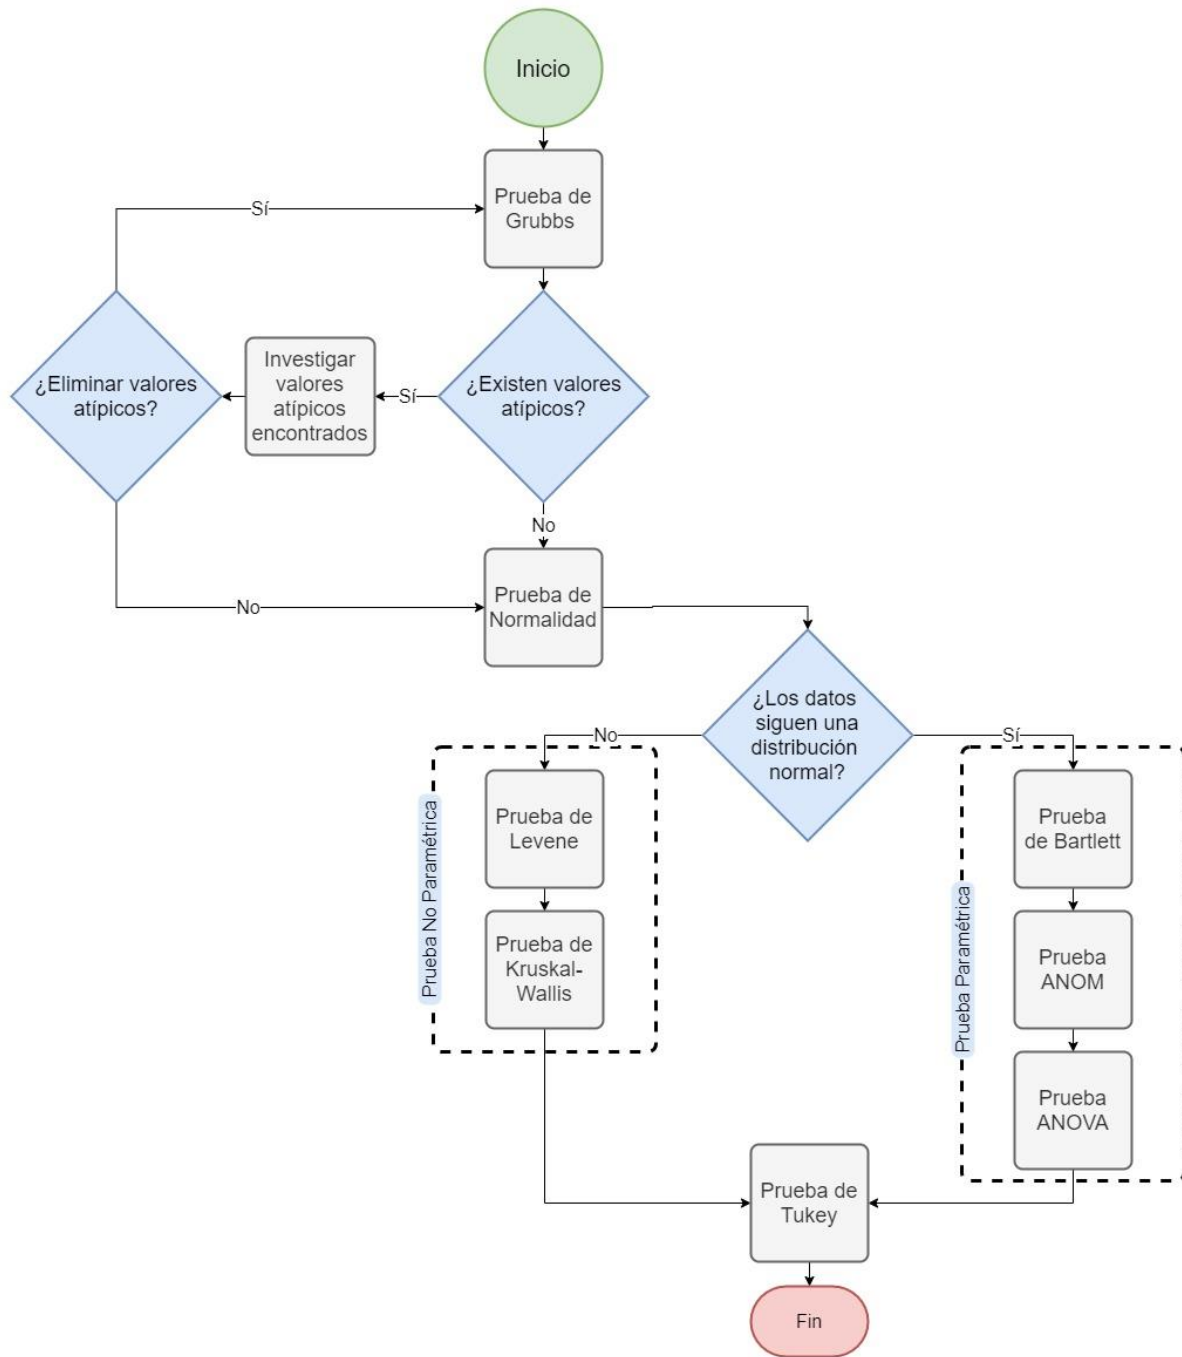 Inicio
Prueba de
Grubbs
Sí
¿Eliminar valores
atípicos?
Investigar
valores
atípicos
encontrados
Sí
¿Existen valores
atípicos?
No
No
Prueba de
Normalidad
¿Los datos
siguen una
distribución
normal?
No
Sí
Prueba No Paramétrica
Prueba de
Levene
Prueba de
Kruskal-
Wallis
Prueba Paramétrica
Prueba
de Bartlett
Prueba
ANOM
Prueba
ANOVA
Prueba de
Tukey
Fin